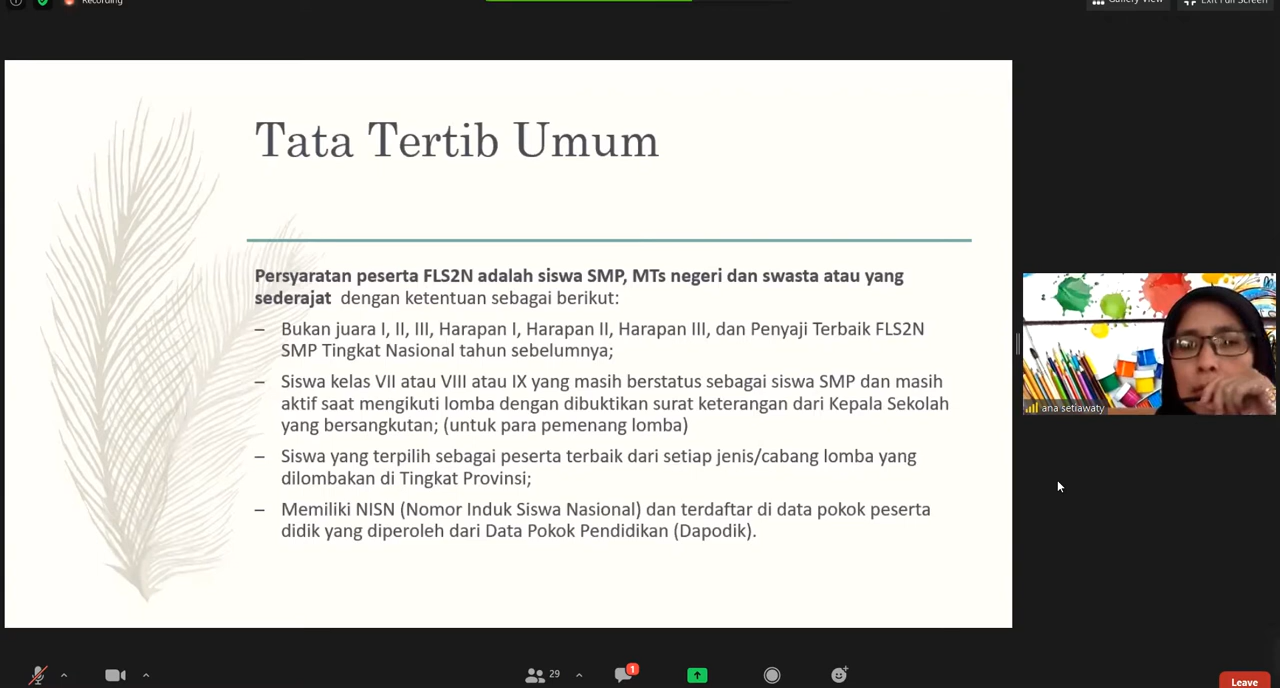 Recording
Gallery View
Exit Full Screen
Tata Tertib Umum
Persyaratan peserta FLS2N adalah siswa SMP, MTs negeri dan swasta atau yang
sederajat dengan ketentuan sebagai berikut:
– Bukan juara I, II, III, Harapan I, Harapan II, Harapan III, dan Penyaji Terbaik FLS2N
SMP Tingkat Nasional tahun sebelumnya;
– Siswa kelas VII atau VIII atau IX yang masih berstatus sebagai siswa SMP dan masih
aktif saat mengikuti lomba dengan dibuktikan surat keterangan dari Kepala Sekolah
yang bersangkutan; (untuk para pemenang lomba)
– Siswa yang terpilih sebagai peserta terbaik dari setiap jenis/cabang lomba yang
dilombakan di Tingkat Provinsi;
– Memiliki NISN (Nomor Induk Siswa Nasional) dan terdaftar di data pokok peserta
didik yang diperoleh dari Data Pokok Pendidikan (Dapodik).
ana setiawaty
29
1
Leave